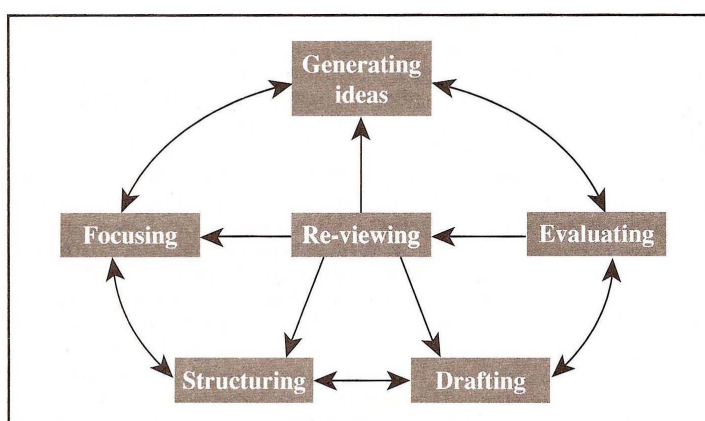 Generating
ideas
Focusing
Re-viewing
Evaluating
Structuring
Drafting